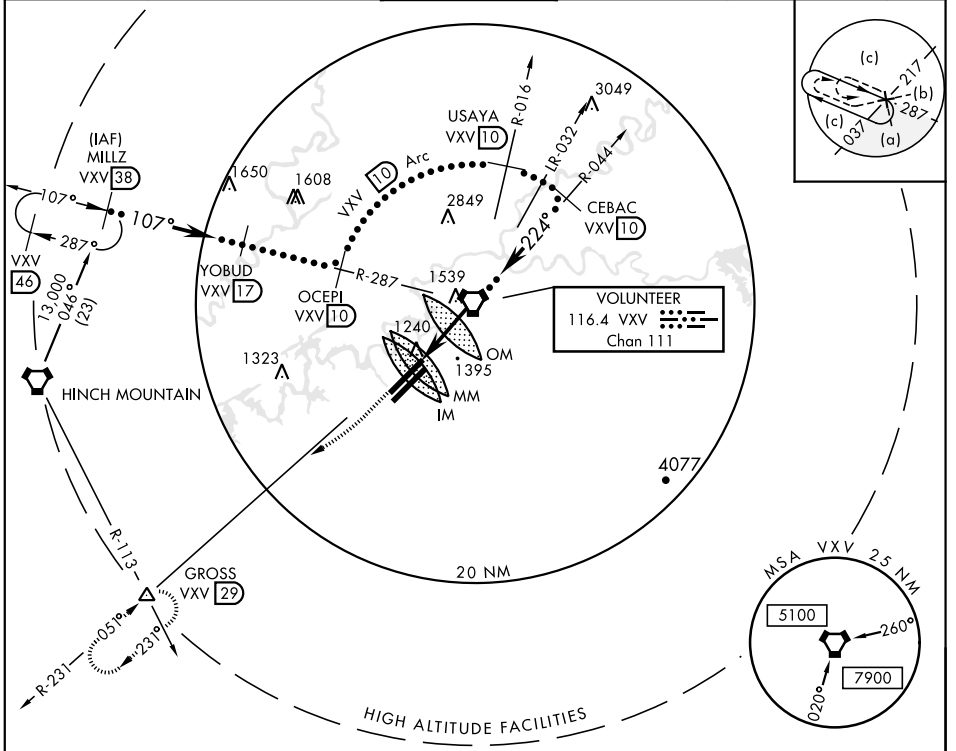 (c)
217
(b)
287
(a)
037
(c)
3049
R-016
USAYA
VXV 10
LR-032
R-044
(IAF)
MILLZ
VXV 38
1650
1608
VXV 10 Arc
2849
CEBAC
VXV 10
224°
107°
107°
287°
VXV
46
YOBUD
VXV 17
R-287
OCEPI
VXV 10
1539
VOLUNTEER
116.4 VXV
Chan 111
13,000
046°
(23)
1240
OM
1395
1323
MM
IM
HINCH MOUNTAIN
4077
R-113
20 NM
GROSS
VXV 29
051°
231°
R-231
MSA VXV 25 NM
5100
260°
7900
020°
HIGH ALTITUDE FACILITIES